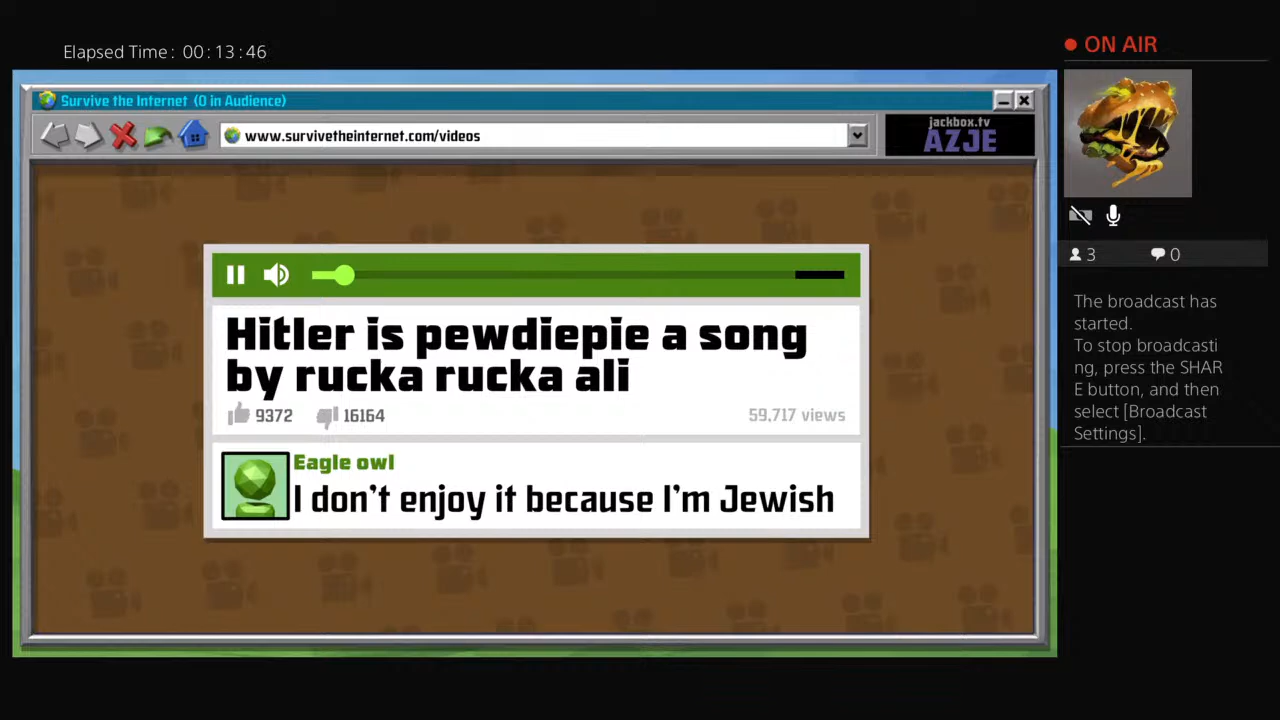 Elapsed Time: 00:13:46
ON AIR
Survive the Internet (0 in Audience)
www.survivetheinternet.com/videos
jackbox.tv
AZJE
3
0
Hitler is pewdiepie a song
by rucka rucka ali
9372
16164
59,717 views
Eagle owl
I don't enjoy it because I'm Jewish
The broadcast has
started.
To stop broadcasti
ng, press the SHAR
E button, and then
select [Broadcast
Settings].